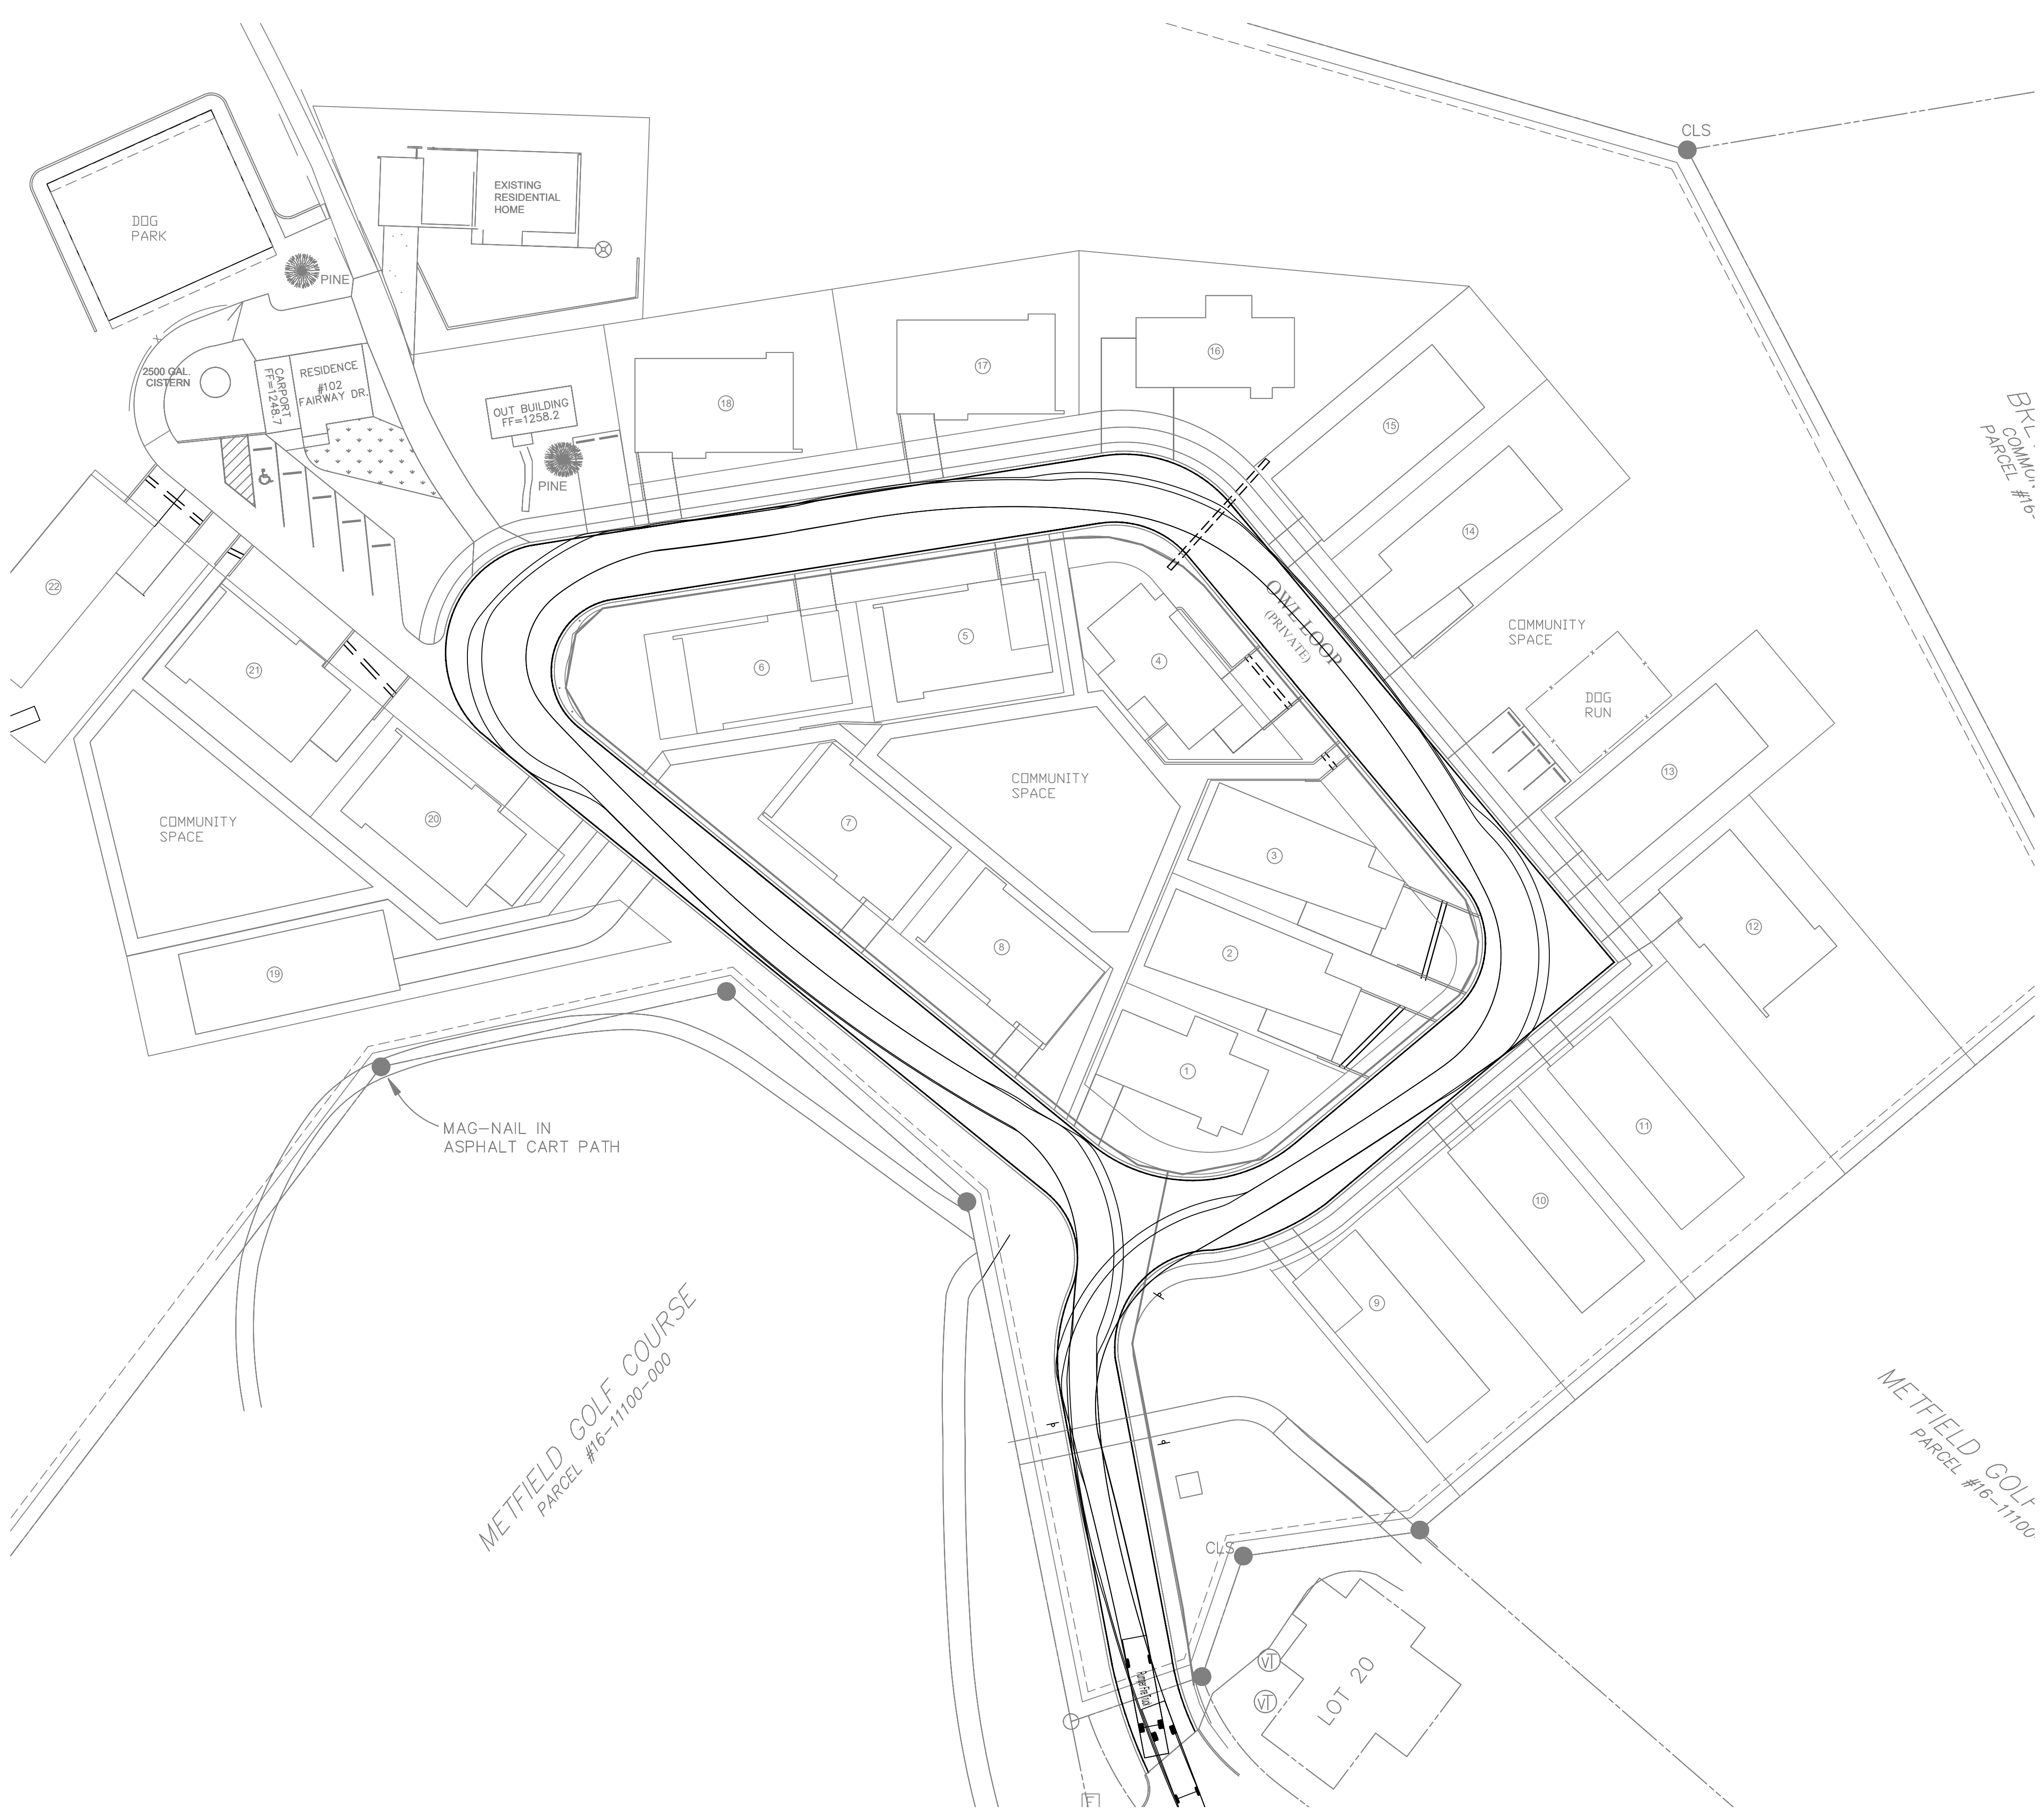 CLS
EXISTING
RESIDENTIAL
HOME
DOG
PARK
PINE
2500 GAL.
CISTERN
CARPORT
FF=1248.7
RESIDENCE
#102
FAIRWAY DR.
OUT BUILDING
FF=1258.2
PINE
18
17
16
15
14
13
12
11
10
9
22
21
20
19
6
5
4
7
8
3
2
1
OWL LOOP
(PRIVATE)
COMMUNITY
SPACE
DOG
RUN
COMMUNITY
SPACE
COMMUNITY
SPACE
MAG-NAIL IN
ASPHALT CART PATH
METFIELD GOLF COURSE
PARCEL #16-11100-000
METFIELD GOLF
PARCEL #16-11100
PARCEL #16-
CLS
VT
VT
LOT 20
Pumper Fire Truck
F